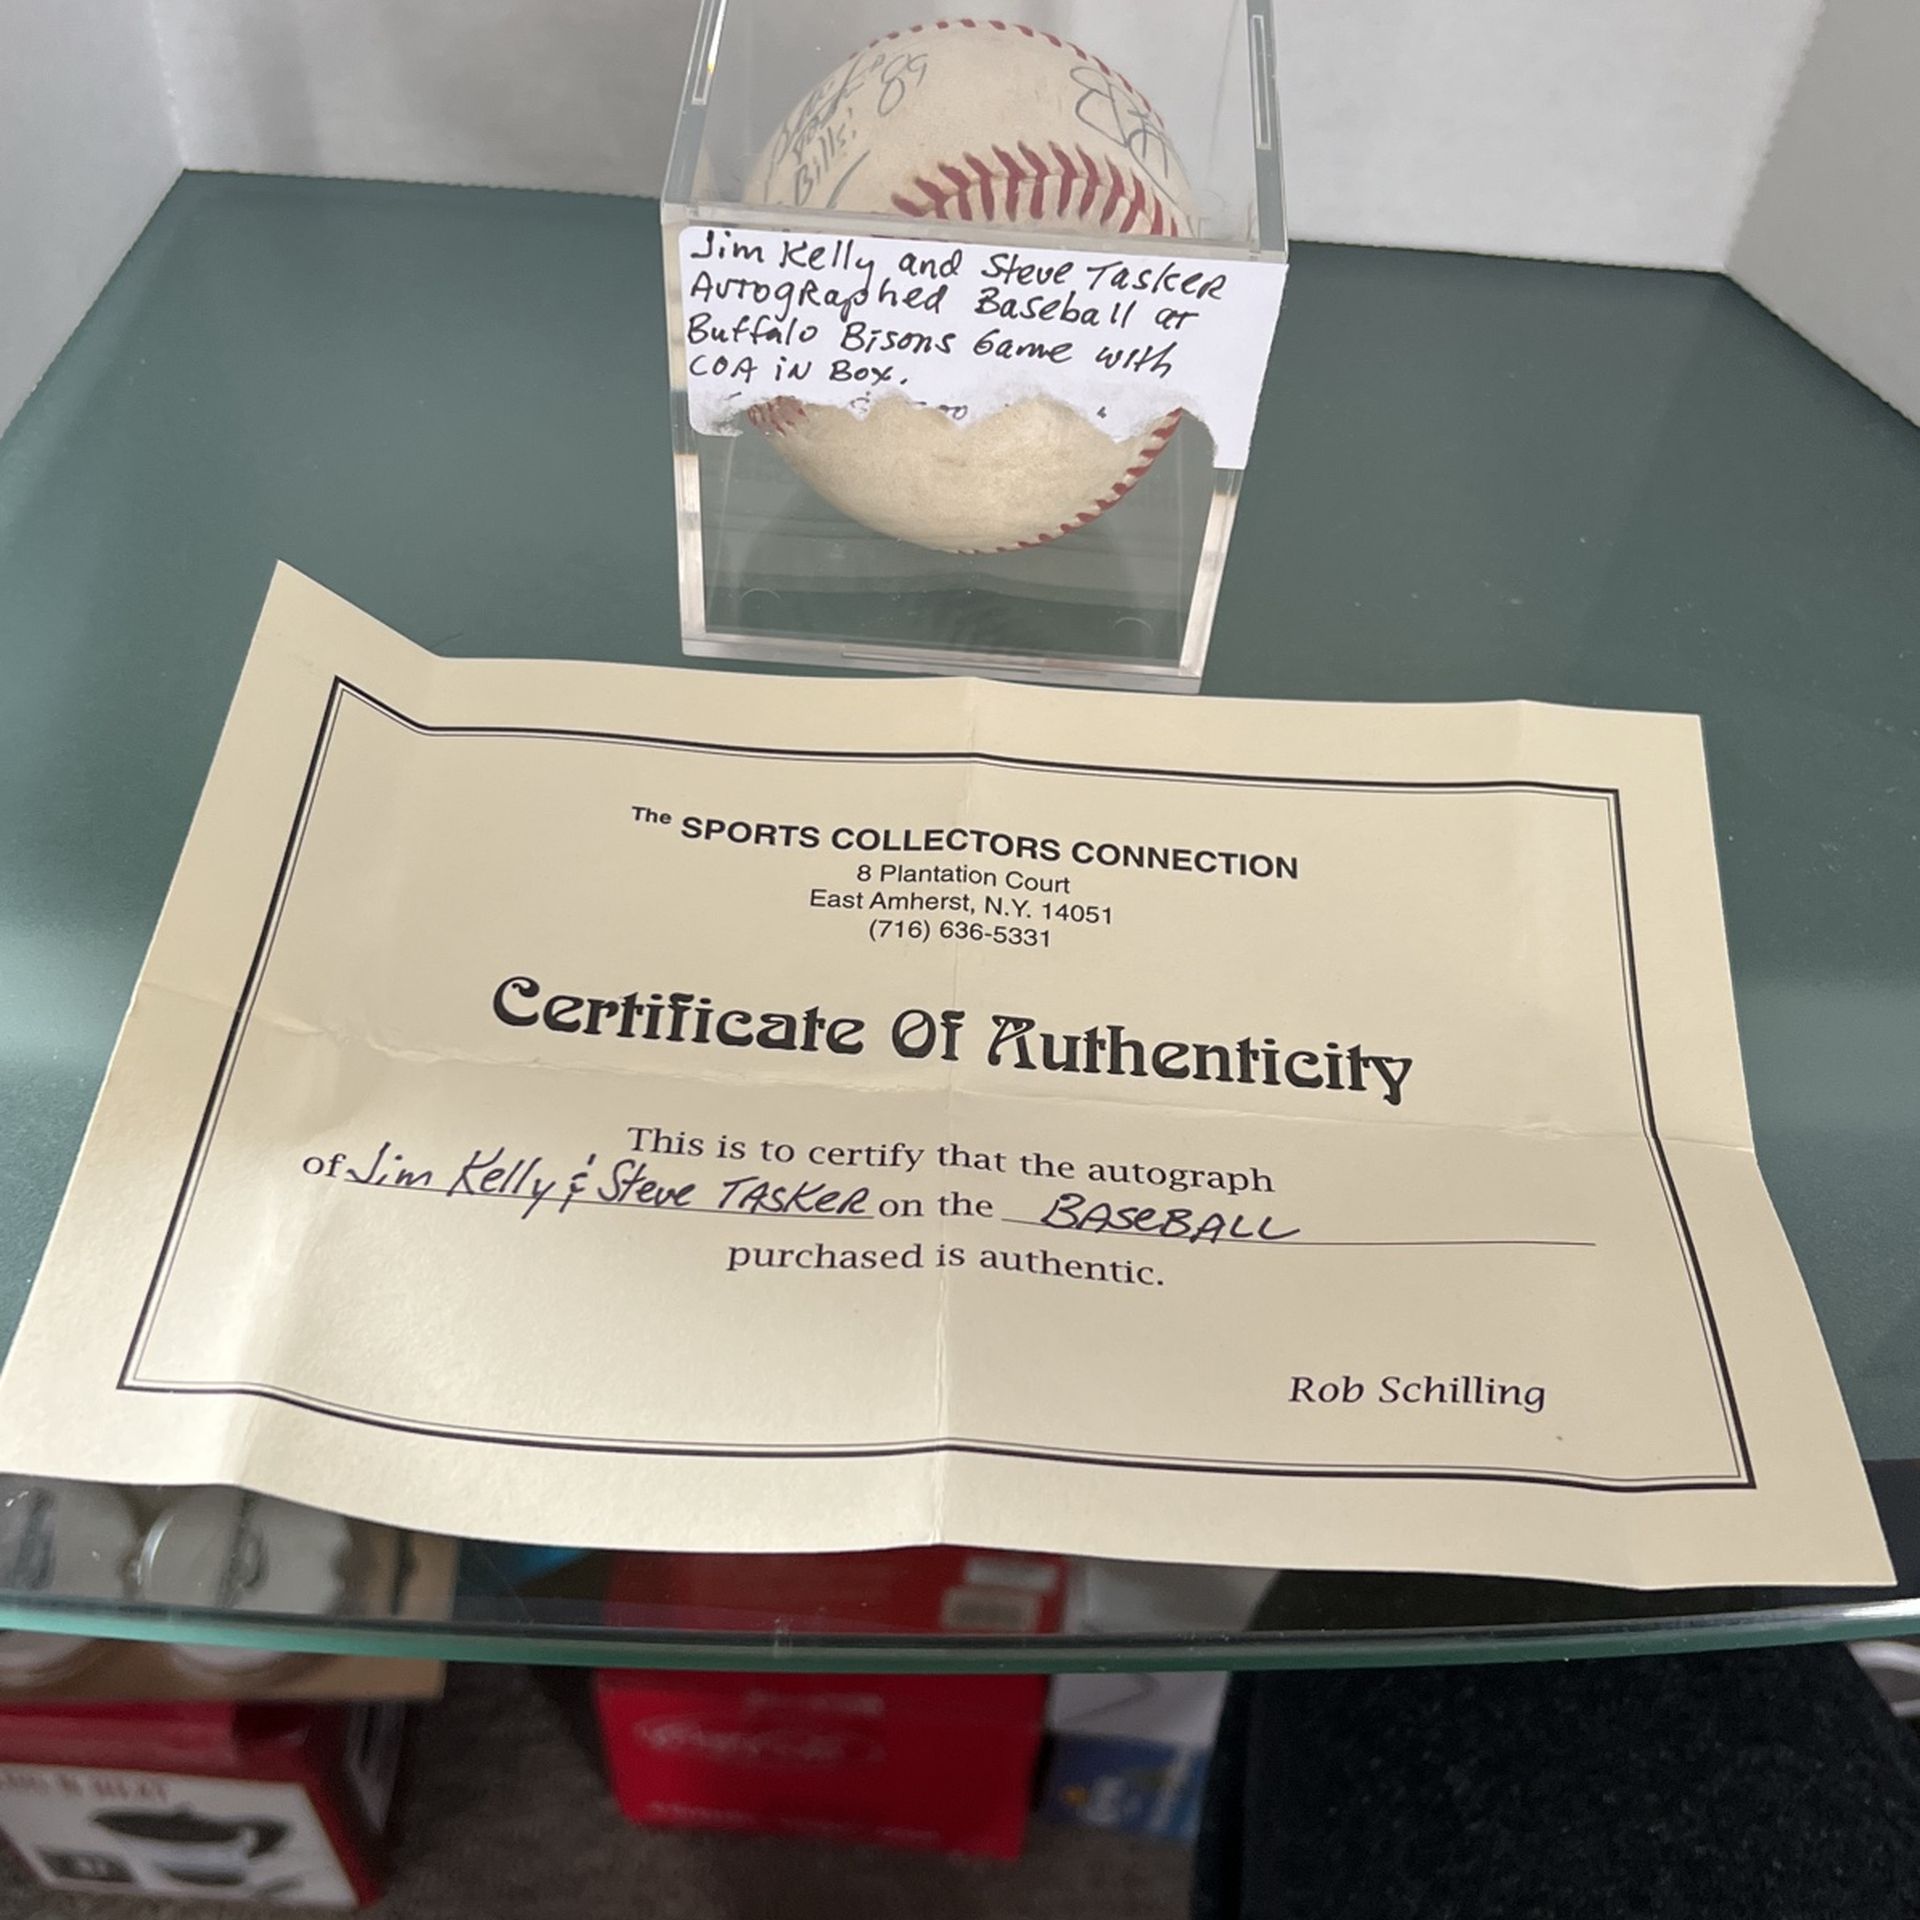 '89
Bills!
Jim Kelly and Steve Tasker
Autographed Baseball at
Buffalo Bisons Game with
COA in Box.
The SPORTS COLLECTORS CONNECTION
8 Plantation Court
East Amherst, N.Y. 14051
(716) 636-5331
Certificate Of Authenticity
This is to certify that the autograph
of Jim Kelly & Steve TASKER on the BASEBALL
purchased is authentic.
Rob Schilling